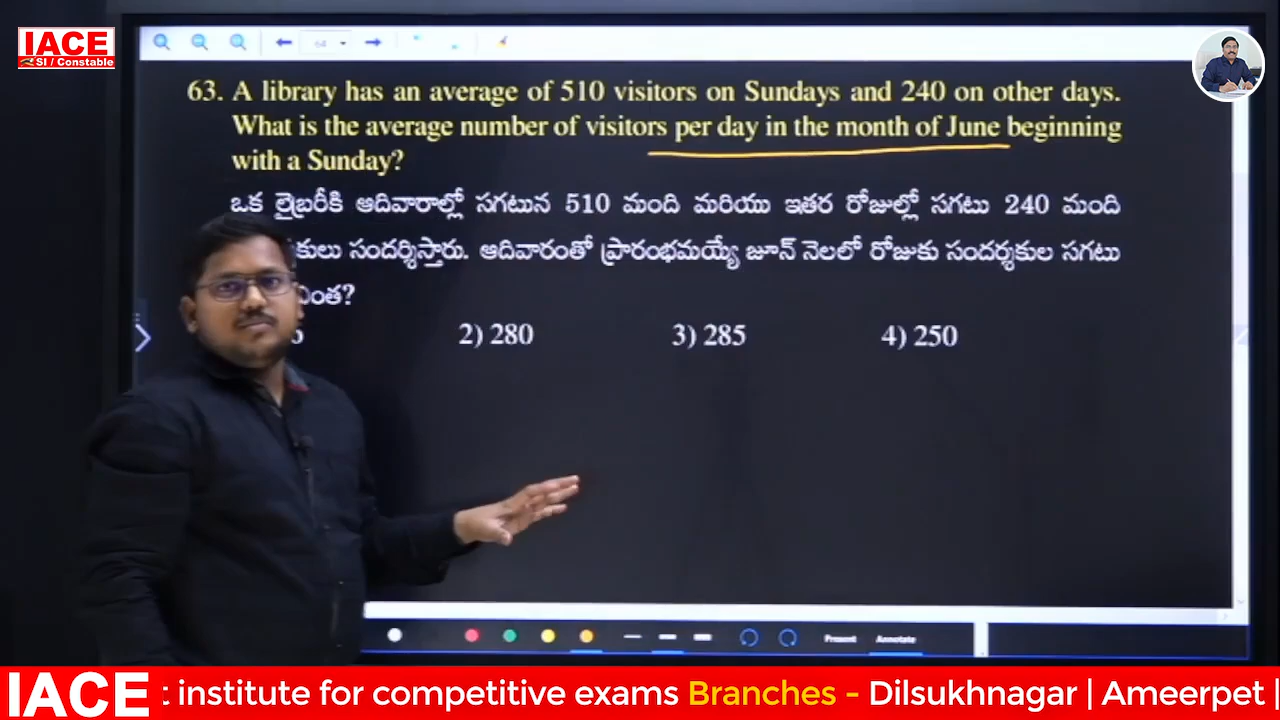 IACE
SI / Constable
64
63. A library has an average of 510 visitors on Sundays and 240 on other days.
What is the average number of visitors per day in the month of June beginning
with a Sunday?
ఒక లైబ్రరీకి ఆదివారాల్లో సగటున 510 మంది మరియు ఇతర రోజుల్లో సగటు 240 మంది
కులు సందర్శిస్తారు. ఆదివారంతో ప్రారంభమయ్యే జూన్ నెలలో రోజుకు సందర్శకుల సగటు
ఎంత?
2) 280 3) 285 4) 250
Present Annotate
IACE t institute for competitive exams Branches - Dilsukhnagar | Ameerpet |